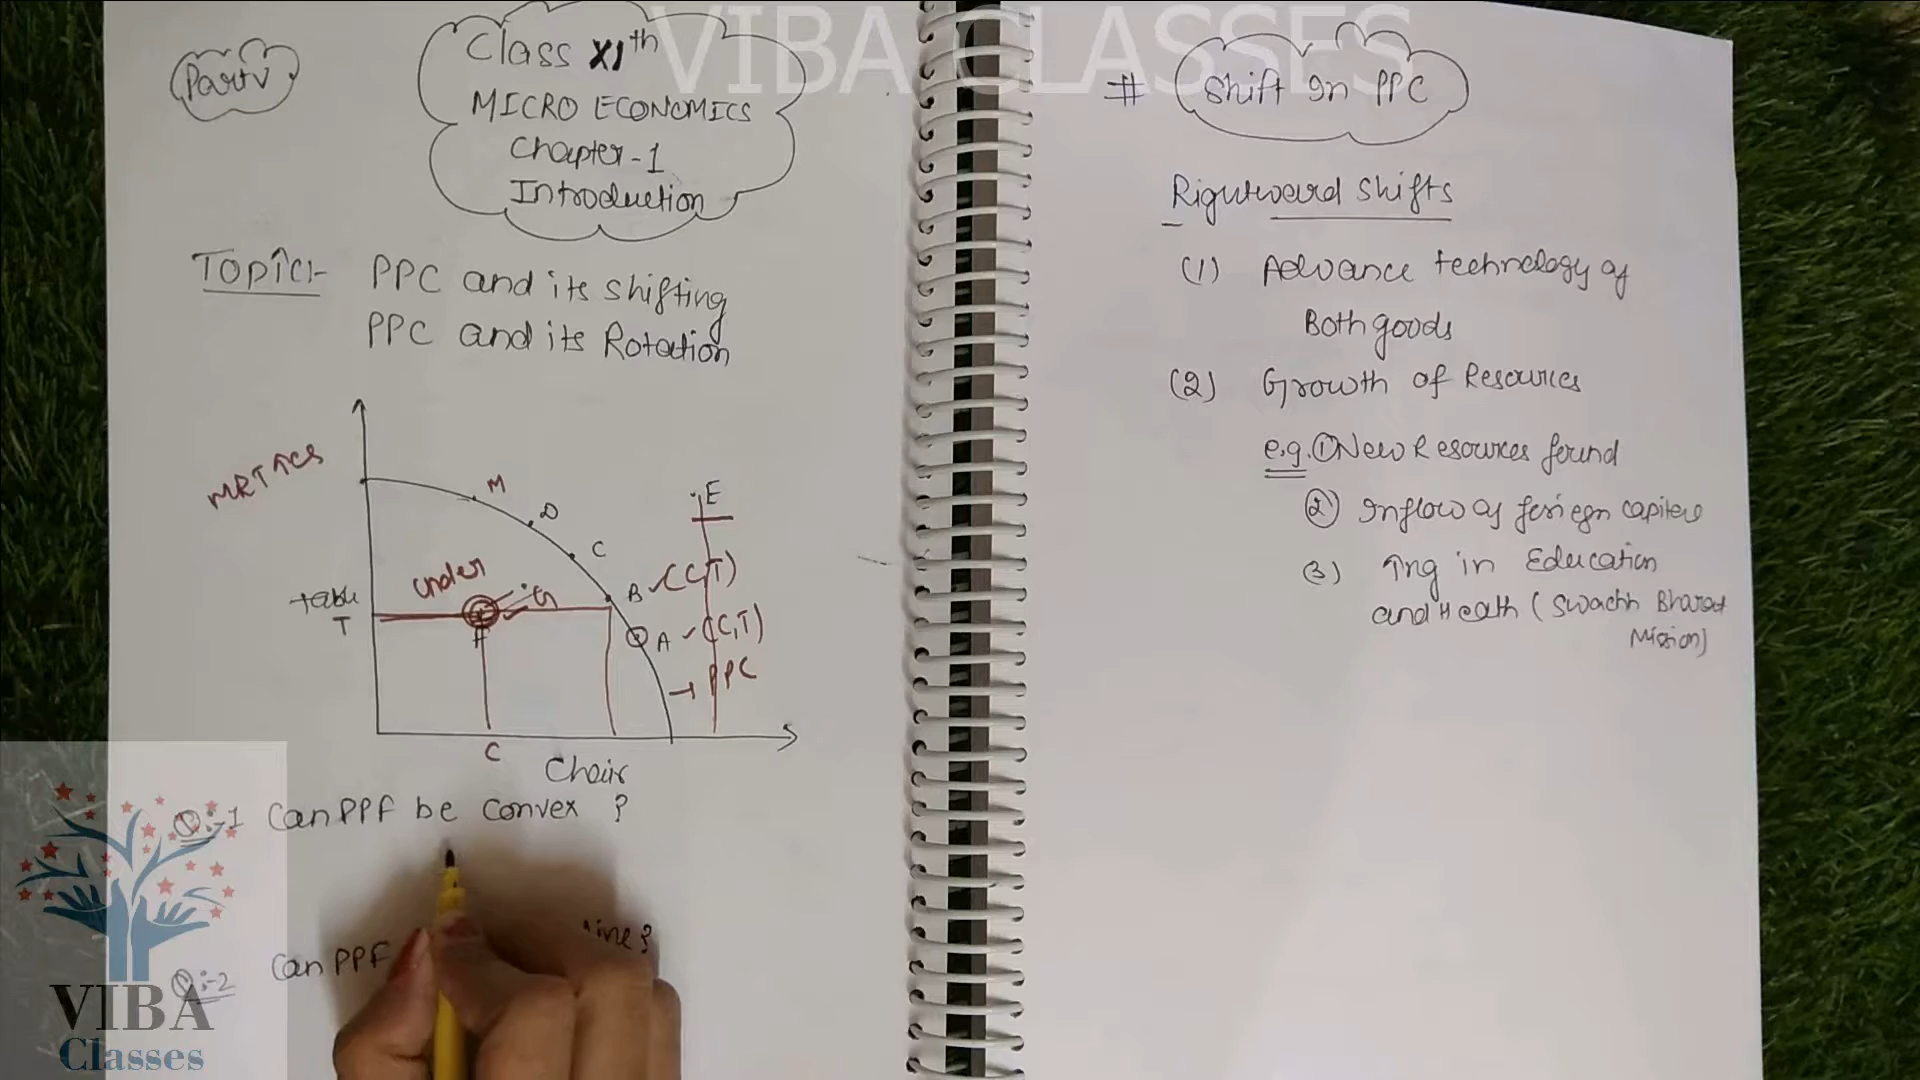 VIBA CLASSES
Part V
Class XIth
MICRO ECONOMICS
Chapter-1
Introduction
TOPIC:- PPC and its shifting
PPC and its Rotation
M
D
C
B (C,T)
A (C,T)
PPC
E
under
G
F
table
T
C
Chair
Q:-1 Can PPF be Convex ?
Q:-2 Can PPF line?
VIBA
Classes
# Shift in PPC
Rightward Shifts
(1) Advance technology of
Both goods
(2) Growth of Resources
e.g. ① New Resources found
② Inflow of
(3) Trng in Education
and Health (Swachh Bharat
Mission)